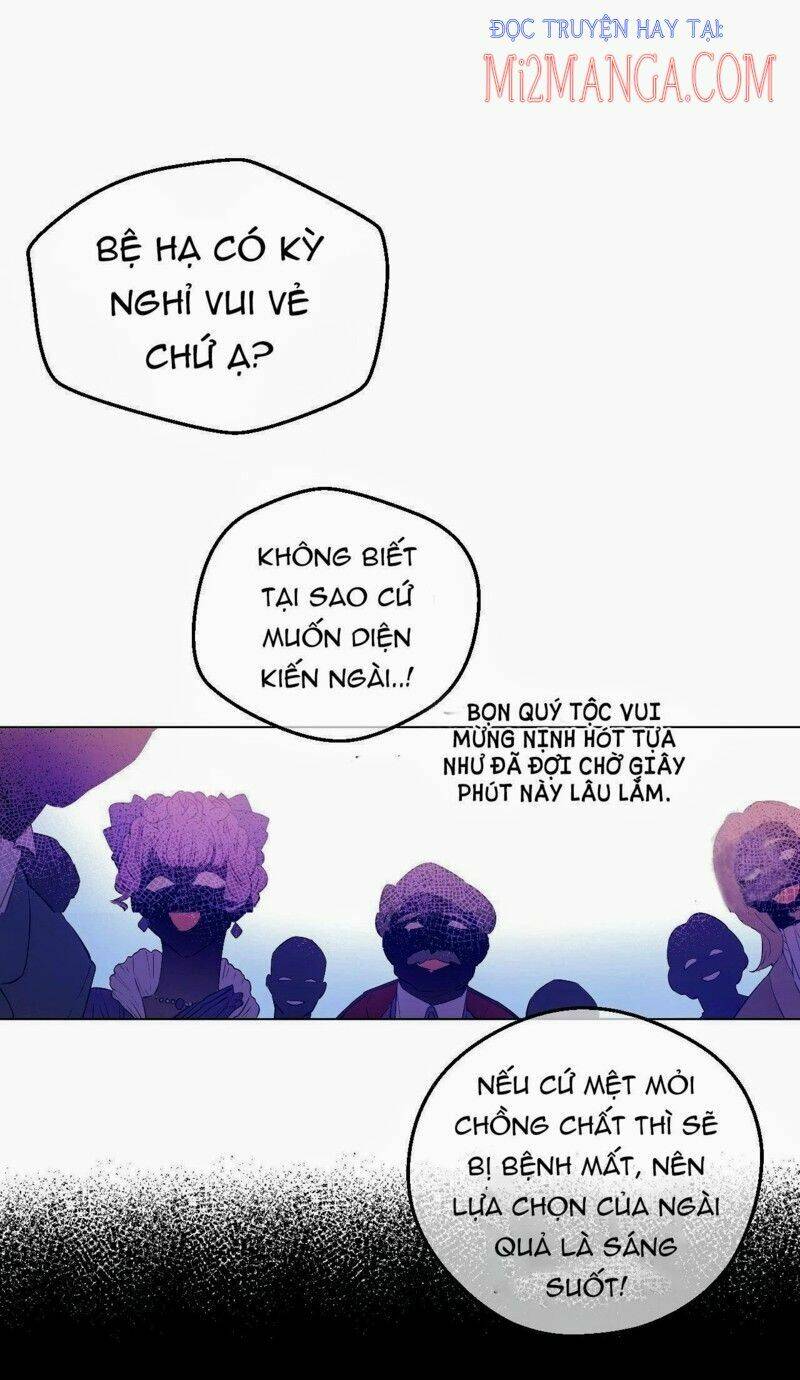 ĐỌC TRUYỆN HAY TẠI:
MI2MANGA.COM
BỆ HẠ CÓ KỲ
NGHỈ VUI VẺ
CHỨ Ạ?
KHÔNG BIẾT
TẠI SAO CỨ
MUỐN DIỆN
KIẾN NGÀI..!
BỌN QUÝ TỘC VUI
MỪNG NỊNH HÓT TỰA
NHƯ ĐÃ ĐỢI CHỜ GIÂY
PHÚT NÀY LÂU LẮM.
NẾU CỨ MỆT MỎI
CHỒNG CHẤT THÌ SẼ
BỊ BỆNH MẤT, NÊN
LỰA CHỌN CỦA NGÀI
QUẢ LÀ SÁNG
SUỐT!